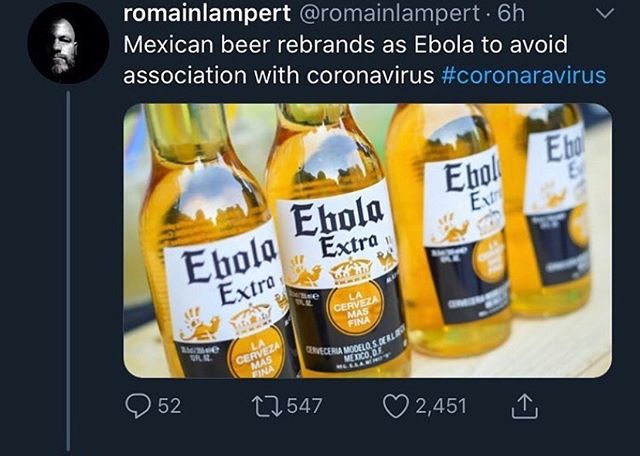 romainlampert @romainlampert · 6h
Mexican beer rebrands as Ebola to avoid
association with coronavirus #coronaravirus
Ebola
Extra
LA
CERVEZA
MAS
FINA
Ebola
Extra
LA
CERVEZA
MAS
FINA
CERVECERIA MODELO, S. DE R.L. DE C.V.
MEXICO, D.F.
Ebol
Extr
Ebo
E
52
547
2,451